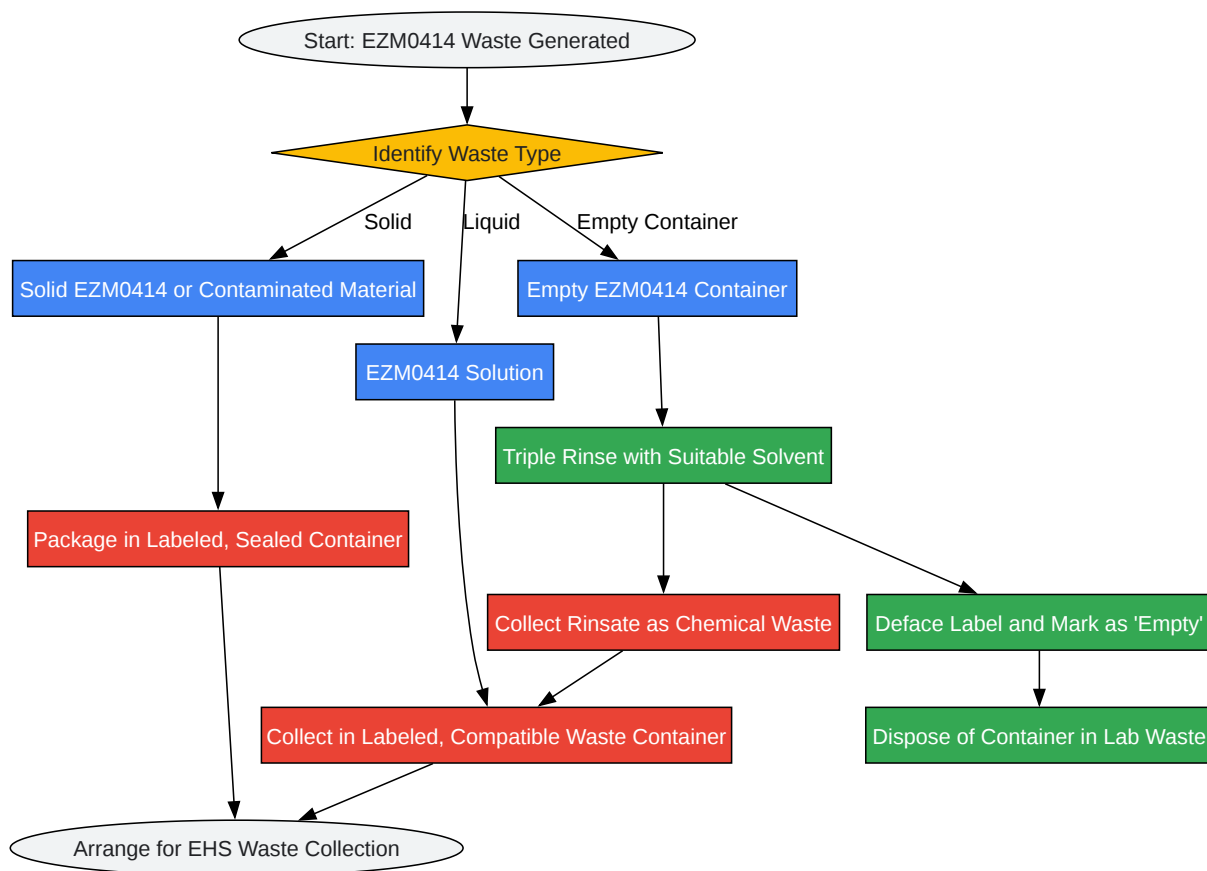 Start: EZM0414 Waste Generated
Identify Waste Type
Solid
Liquid
Empty Container
Solid EZM0414 or Contaminated Material
Empty EZM0414 Container
EZM0414 Solution
Triple Rinse with Suitable Solvent
Package in Labeled, Sealed Container
Collect Rinsate as Chemical Waste
Deface Label and Mark as 'Empty'
Collect in Labeled, Compatible Waste Container
Dispose of Container in Lab Waste
Arrange for EHS Waste Collection